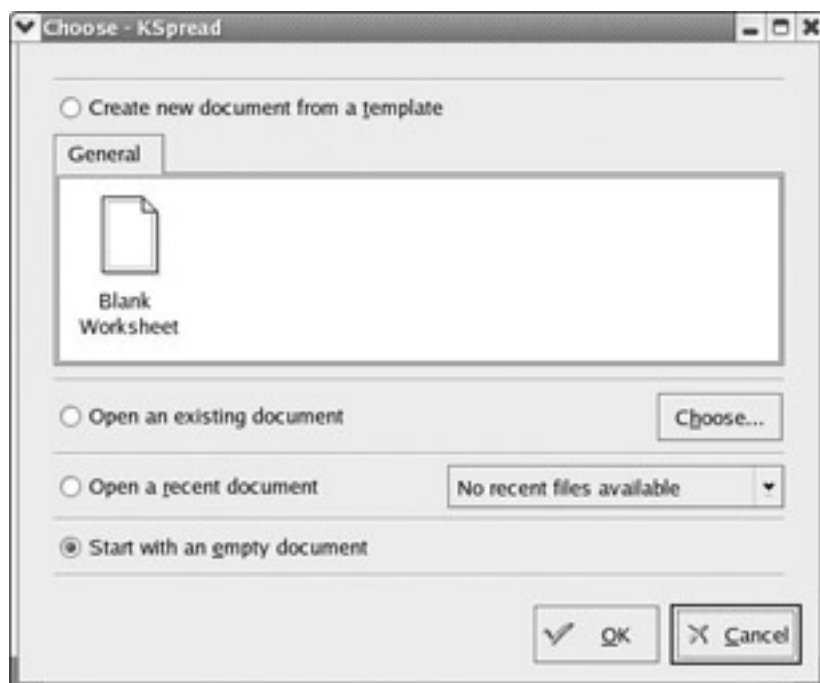 Choose - KSpread
Create new document from a template
General
Blank
Worksheet
Open an existing document
Choose...
Open a recent document
No recent files available
Start with an empty document
OK
Cancel